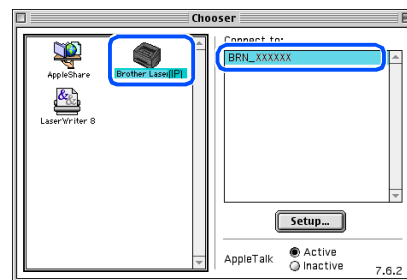 Chooser
Connect to:
AppleShare
Brother Laser(IP)
LaserWriter 8
BRN_XXXXXX
Setup...
AppleTalk
Active
Inactive
7.6.2